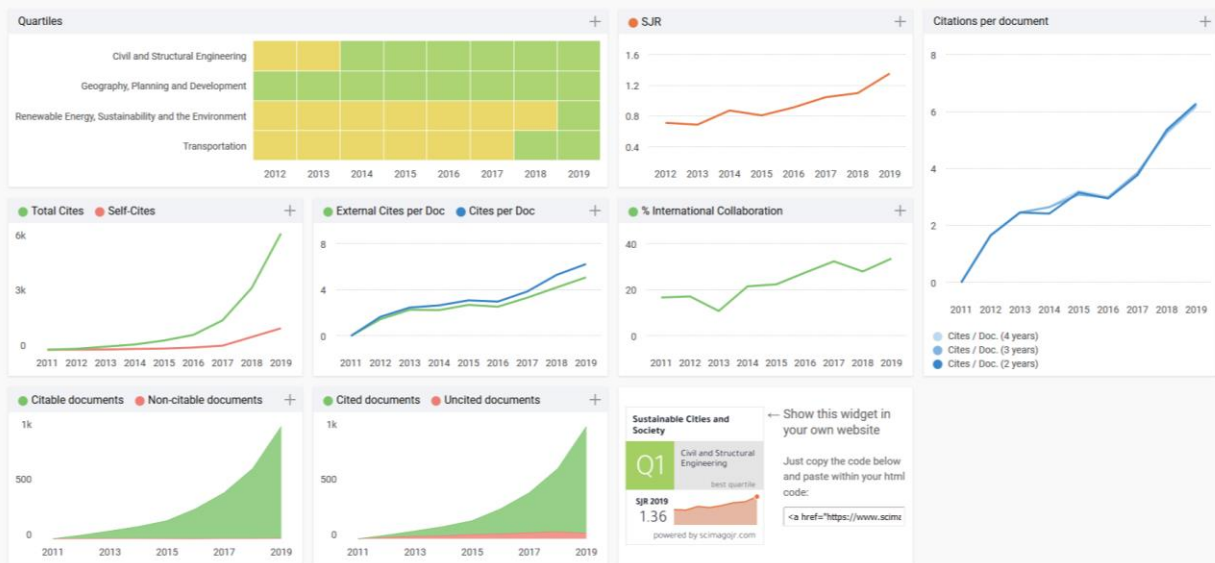 Quartiles
Civil and Structural Engineering
Geography, Planning and Development
Renewable Energy, Sustainability and the Environment
Transportation
2012 2013 2014 2015 2016 2017 2018 2019
SJR
1.6
1.2
0.8
0.4
2012 2013 2014 2015 2016 2017 2018 2019
Citations per document
8
6
4
2
0
2011 2012 2013 2014 2015 2016 2017 2018 2019
Cites / Doc. (4 years)
Cites / Doc. (3 years)
Cites / Doc. (2 years)
Total Cites Self-Cites
6k
3k
0
2011 2012 2013 2014 2015 2016 2017 2018 2019
External Cites per Doc Cites per Doc
8
4
0
2011 2012 2013 2014 2015 2016 2017 2018 2019
% International Collaboration
40
20
0
2011 2012 2013 2014 2015 2016 2017 2018 2019
Citable documents Non-citable documents
1k
500
0
2011 2013 2015 2017 2019
Cited documents Uncited documents
1k
500
0
2011 2013 2015 2017 2019
Sustainable Cities and
Society
Q1
Civil and Structural
Engineering
best quartile
SJR 2019
1.36
powered by scimagojr.com
← Show this widget in
your own website
Just copy the code below
and paste within your html
code:
<a href="https://www.scima